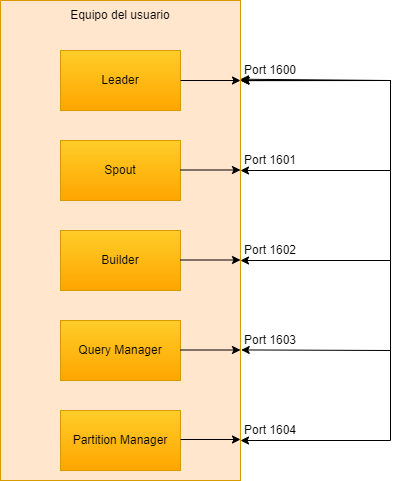 Equipo del usuario
Leader
Port 1600
Spout
Port 1601
Builder
Port 1602
Query Manager
Port 1603
Partition Manager
Port 1604